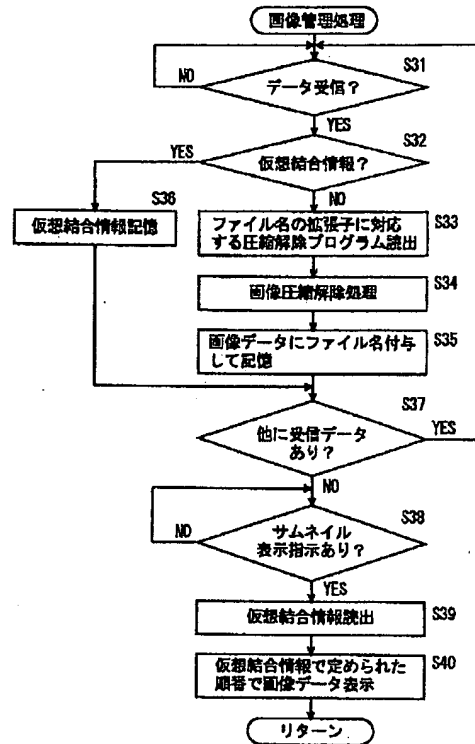 画像管理処理
S31
データ受信？
NO
YES
S32
仮想結合情報？
YES
NO
S36
仮想結合情報記憶
S33
ファイル名の拡張子に対応
する圧縮解除プログラム読出
S34
画像圧縮解除処理
S35
画像データにファイル名付与
して記憶
S37
他に受信データ
あり？
YES
NO
S38
サムネイル
表示指示あり？
NO
YES
仮想結合情報読出
S39
仮想結合情報で定められた
順番で画像データ表示
S40
リターン